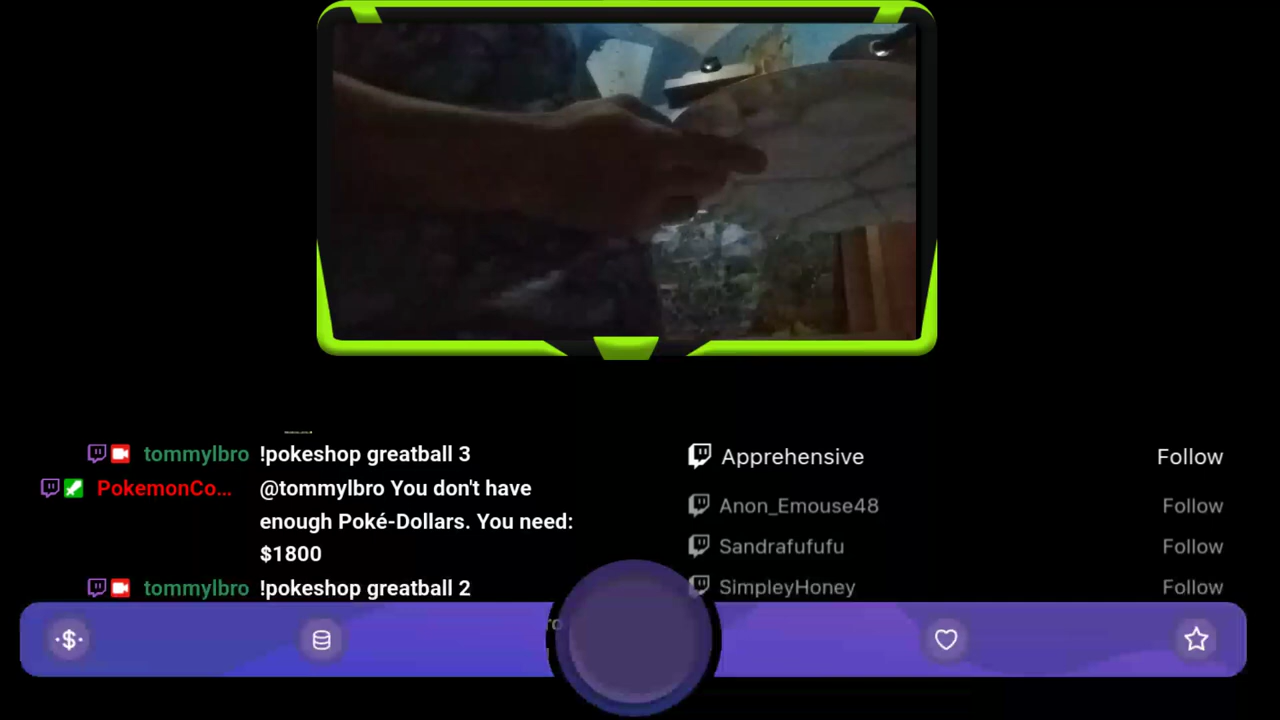 tommylbro !pokeshop greatball 3
PokemonCo... @tommylbro You don't have
enough Poké-Dollars. You need:
$1800
tommylbro !pokeshop greatball 2
Apprehensive Follow
Anon_Emouse48 Follow
Sandrafufufu Follow
SimpleyHoney Follow